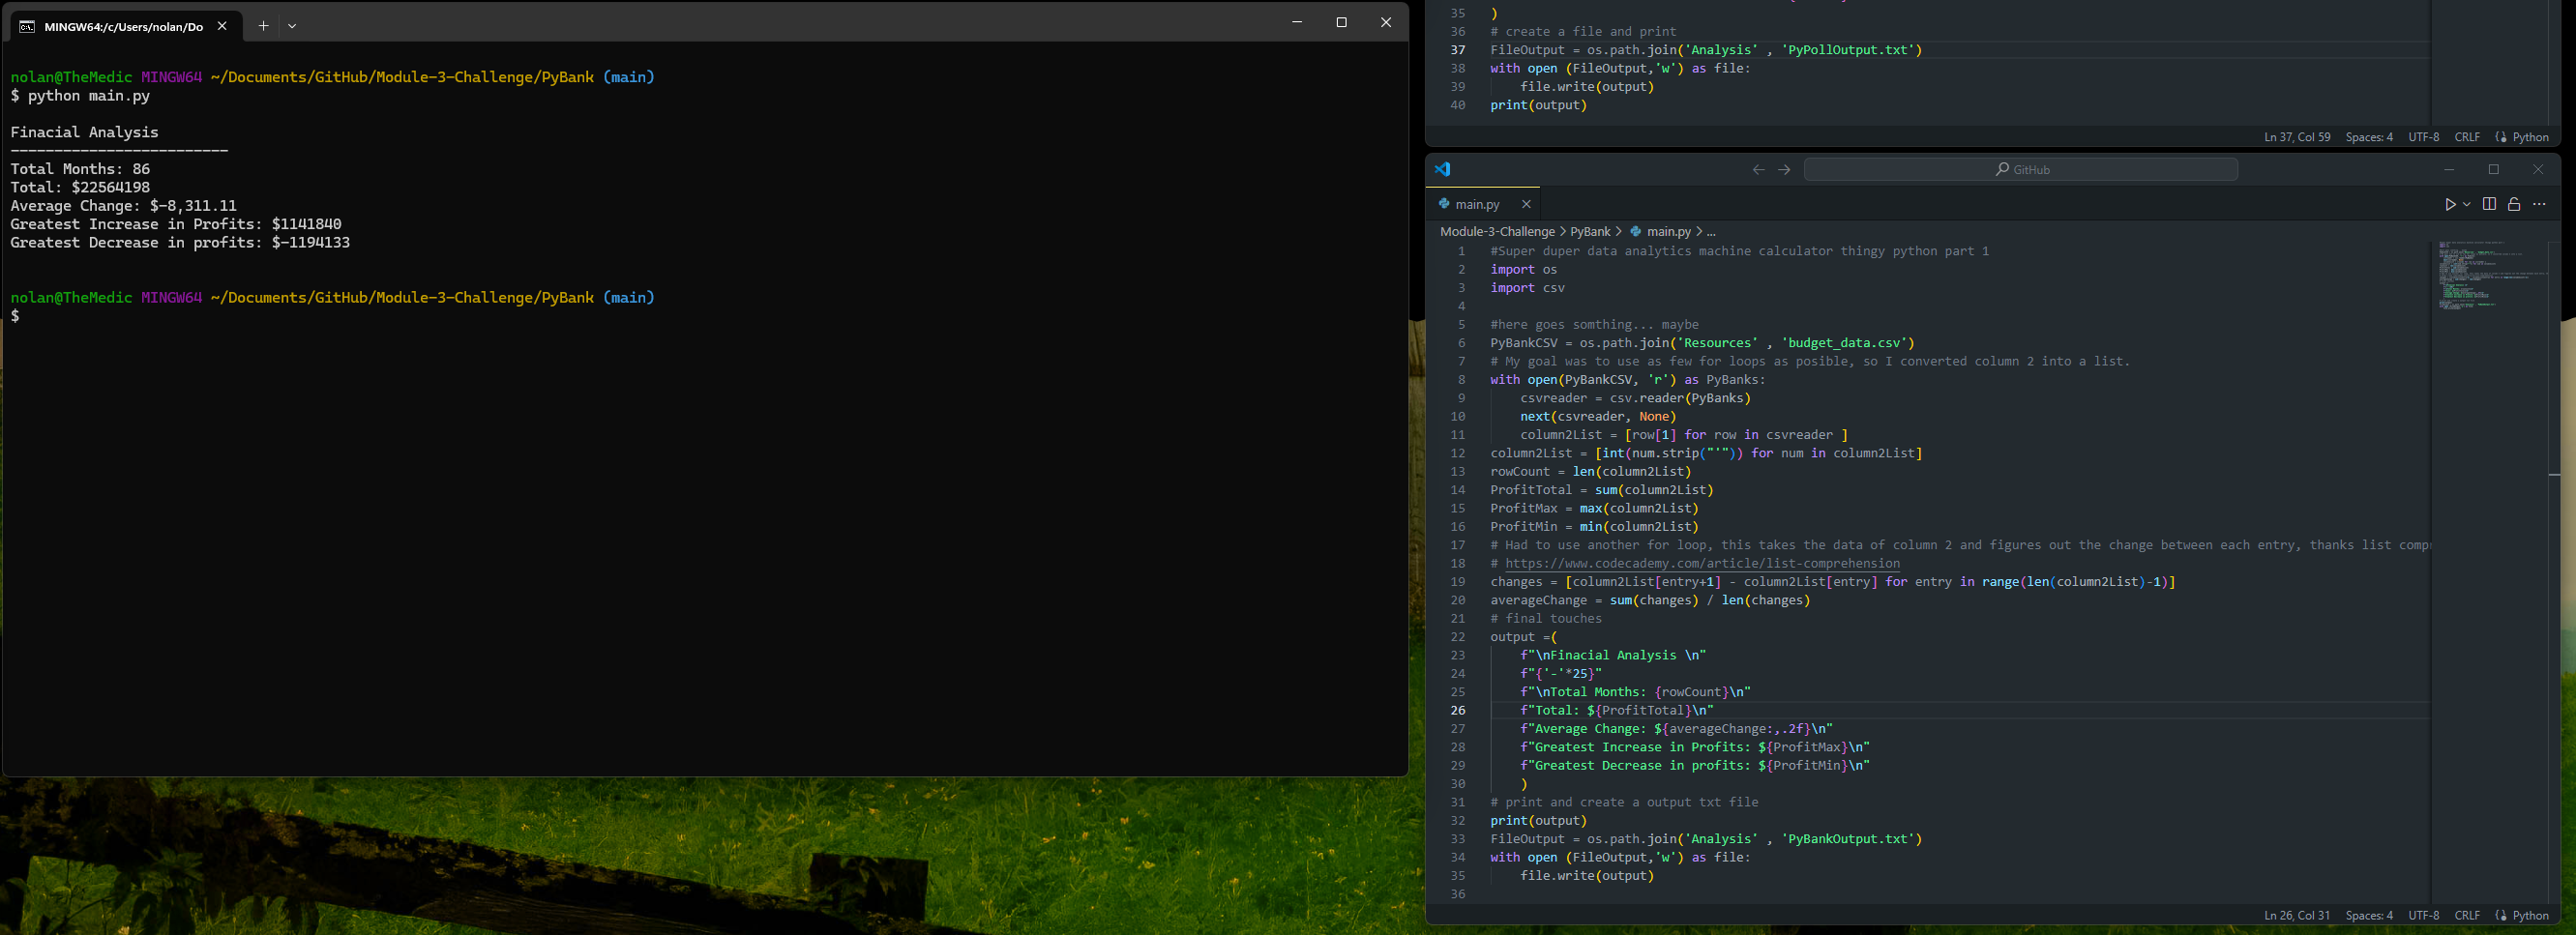 MINGW64:/c/Users/nolan/Do
nolan@TheMedic MINGW64 ~/Documents/GitHub/Module-3-Challenge/PyBank (main)
$ python main.py
Finacial Analysis
-------------------------
Total Months: 86
Total: $22564198
Average Change: $-8,311.11
Greatest Increase in Profits: $1141840
Greatest Decrease in profits: $-1194133
nolan@TheMedic MINGW64 ~/Documents/GitHub/Module-3-Challenge/PyBank (main)
$
35 )
36 # create a file and print
37 FileOutput = os.path.join('Analysis' , 'PyPollOutput.txt')
38 with open (FileOutput,'w') as file:
39     file.write(output)
40 print(output)
Ln 37, Col 59 Spaces: 4 UTF-8 CRLF Python
GitHub
main.py
Module-3-Challenge > PyBank > main.py > ...
1 #Super duper data analytics machine calculator thingy python part 1
2 import os
3 import csv
4
5 #here goes somthing... maybe
6 PyBankCSV = os.path.join('Resources' , 'budget_data.csv')
7 # My goal was to use as few for loops as posible, so I converted column 2 into a list.
8 with open(PyBankCSV, 'r') as PyBanks:
9     csvreader = csv.reader(PyBanks)
10     next(csvreader, None)
11     column2List = [row[1] for row in csvreader ]
12 column2List = [int(num.strip("'")) for num in column2List]
13 rowCount = len(column2List)
14 ProfitTotal = sum(column2List)
15 ProfitMax = max(column2List)
16 ProfitMin = min(column2List)
17 # Had to use another for loop, this takes the data of column 2 and figures out the change between each entry, thanks list comp
18 # https://www.codecademy.com/article/list-comprehension
19 changes = [column2List[entry+1] - column2List[entry] for entry in range(len(column2List)-1)]
20 averageChange = sum(changes) / len(changes)
21 # final touches
22 output =(
23     f"\nFinacial Analysis \n"
24     f"{'-'*25}"
25     f"\nTotal Months: {rowCount}\n"
26     f"Total: ${ProfitTotal}\n"
27     f"Average Change: ${averageChange:,.2f}\n"
28     f"Greatest Increase in Profits: ${ProfitMax}\n"
29     f"Greatest Decrease in profits: ${ProfitMin}\n"
30     )
31 # print and create a output txt file
32 print(output)
33 FileOutput = os.path.join('Analysis' , 'PyBankOutput.txt')
34 with open (FileOutput,'w') as file:
35     file.write(output)
36
Ln 26, Col 31 Spaces: 4 UTF-8 CRLF Python